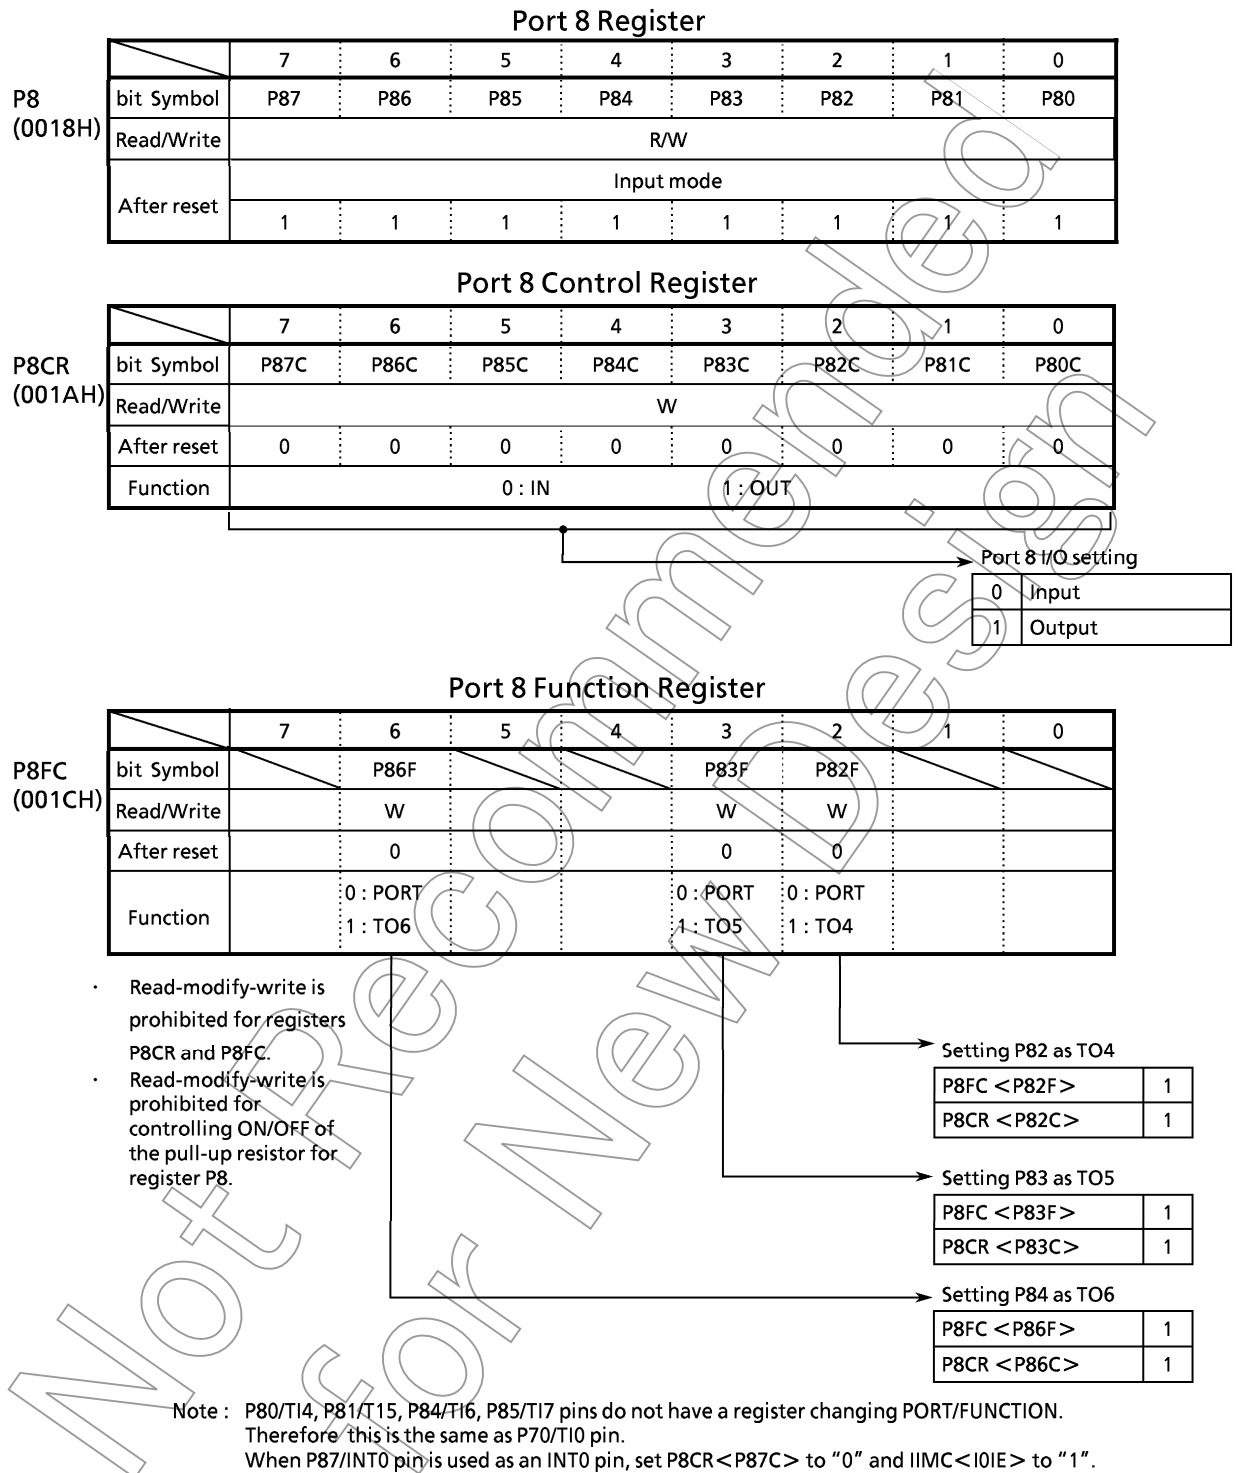 Port 8 Register
7 6 5 4 3 2 1 0
P8
(0018H)
bit Symbol P87 P86 P85 P84 P83 P82 P81 P80
Read/Write R/W
After reset
Input mode
1 1 1 1 1 1 1 1
Port 8 Control Register
7 6 5 4 3 2 1 0
P8CR
(001AH)
bit Symbol P87C P86C P85C P84C P83C P82C P81C P80C
Read/Write W
After reset 0 0 0 0 0 0 0 0
Function 0 : IN 1 : OUT
Port 8 I/O setting
0 Input
1 Output
Port 8 Function Register
7 6 5 4 3 2 1 0
P8FC
(001CH)
bit Symbol P86F P83F P82F
Read/Write W W W
After reset 0 0 0
Function
0 : PORT 0 : PORT 0 : PORT
1 : TO6 1 : TO5 1 : TO4
· Read-modify-write is
prohibited for registers
P8CR and P8FC.
· Read-modify-write is
prohibited for
controlling ON/OFF of
the pull-up resistor for
register P8.
Setting P82 as TO4
P8FC <P82F> 1
P8CR <P82C> 1
Setting P83 as TO5
P8FC <P83F> 1
P8CR <P83C> 1
Setting P84 as TO6
P8FC <P86F> 1
P8CR <P86C> 1
Note : P80/TI4, P81/T15, P84/TI6, P85/TI7 pins do not have a register changing PORT/FUNCTION.
Therefore this is the same as P70/TI0 pin.
When P87/INT0 pin is used as an INT0 pin, set P8CR<P87C> to “0” and IIMC<I0IE> to “1”.
Not Recommended
for New Design